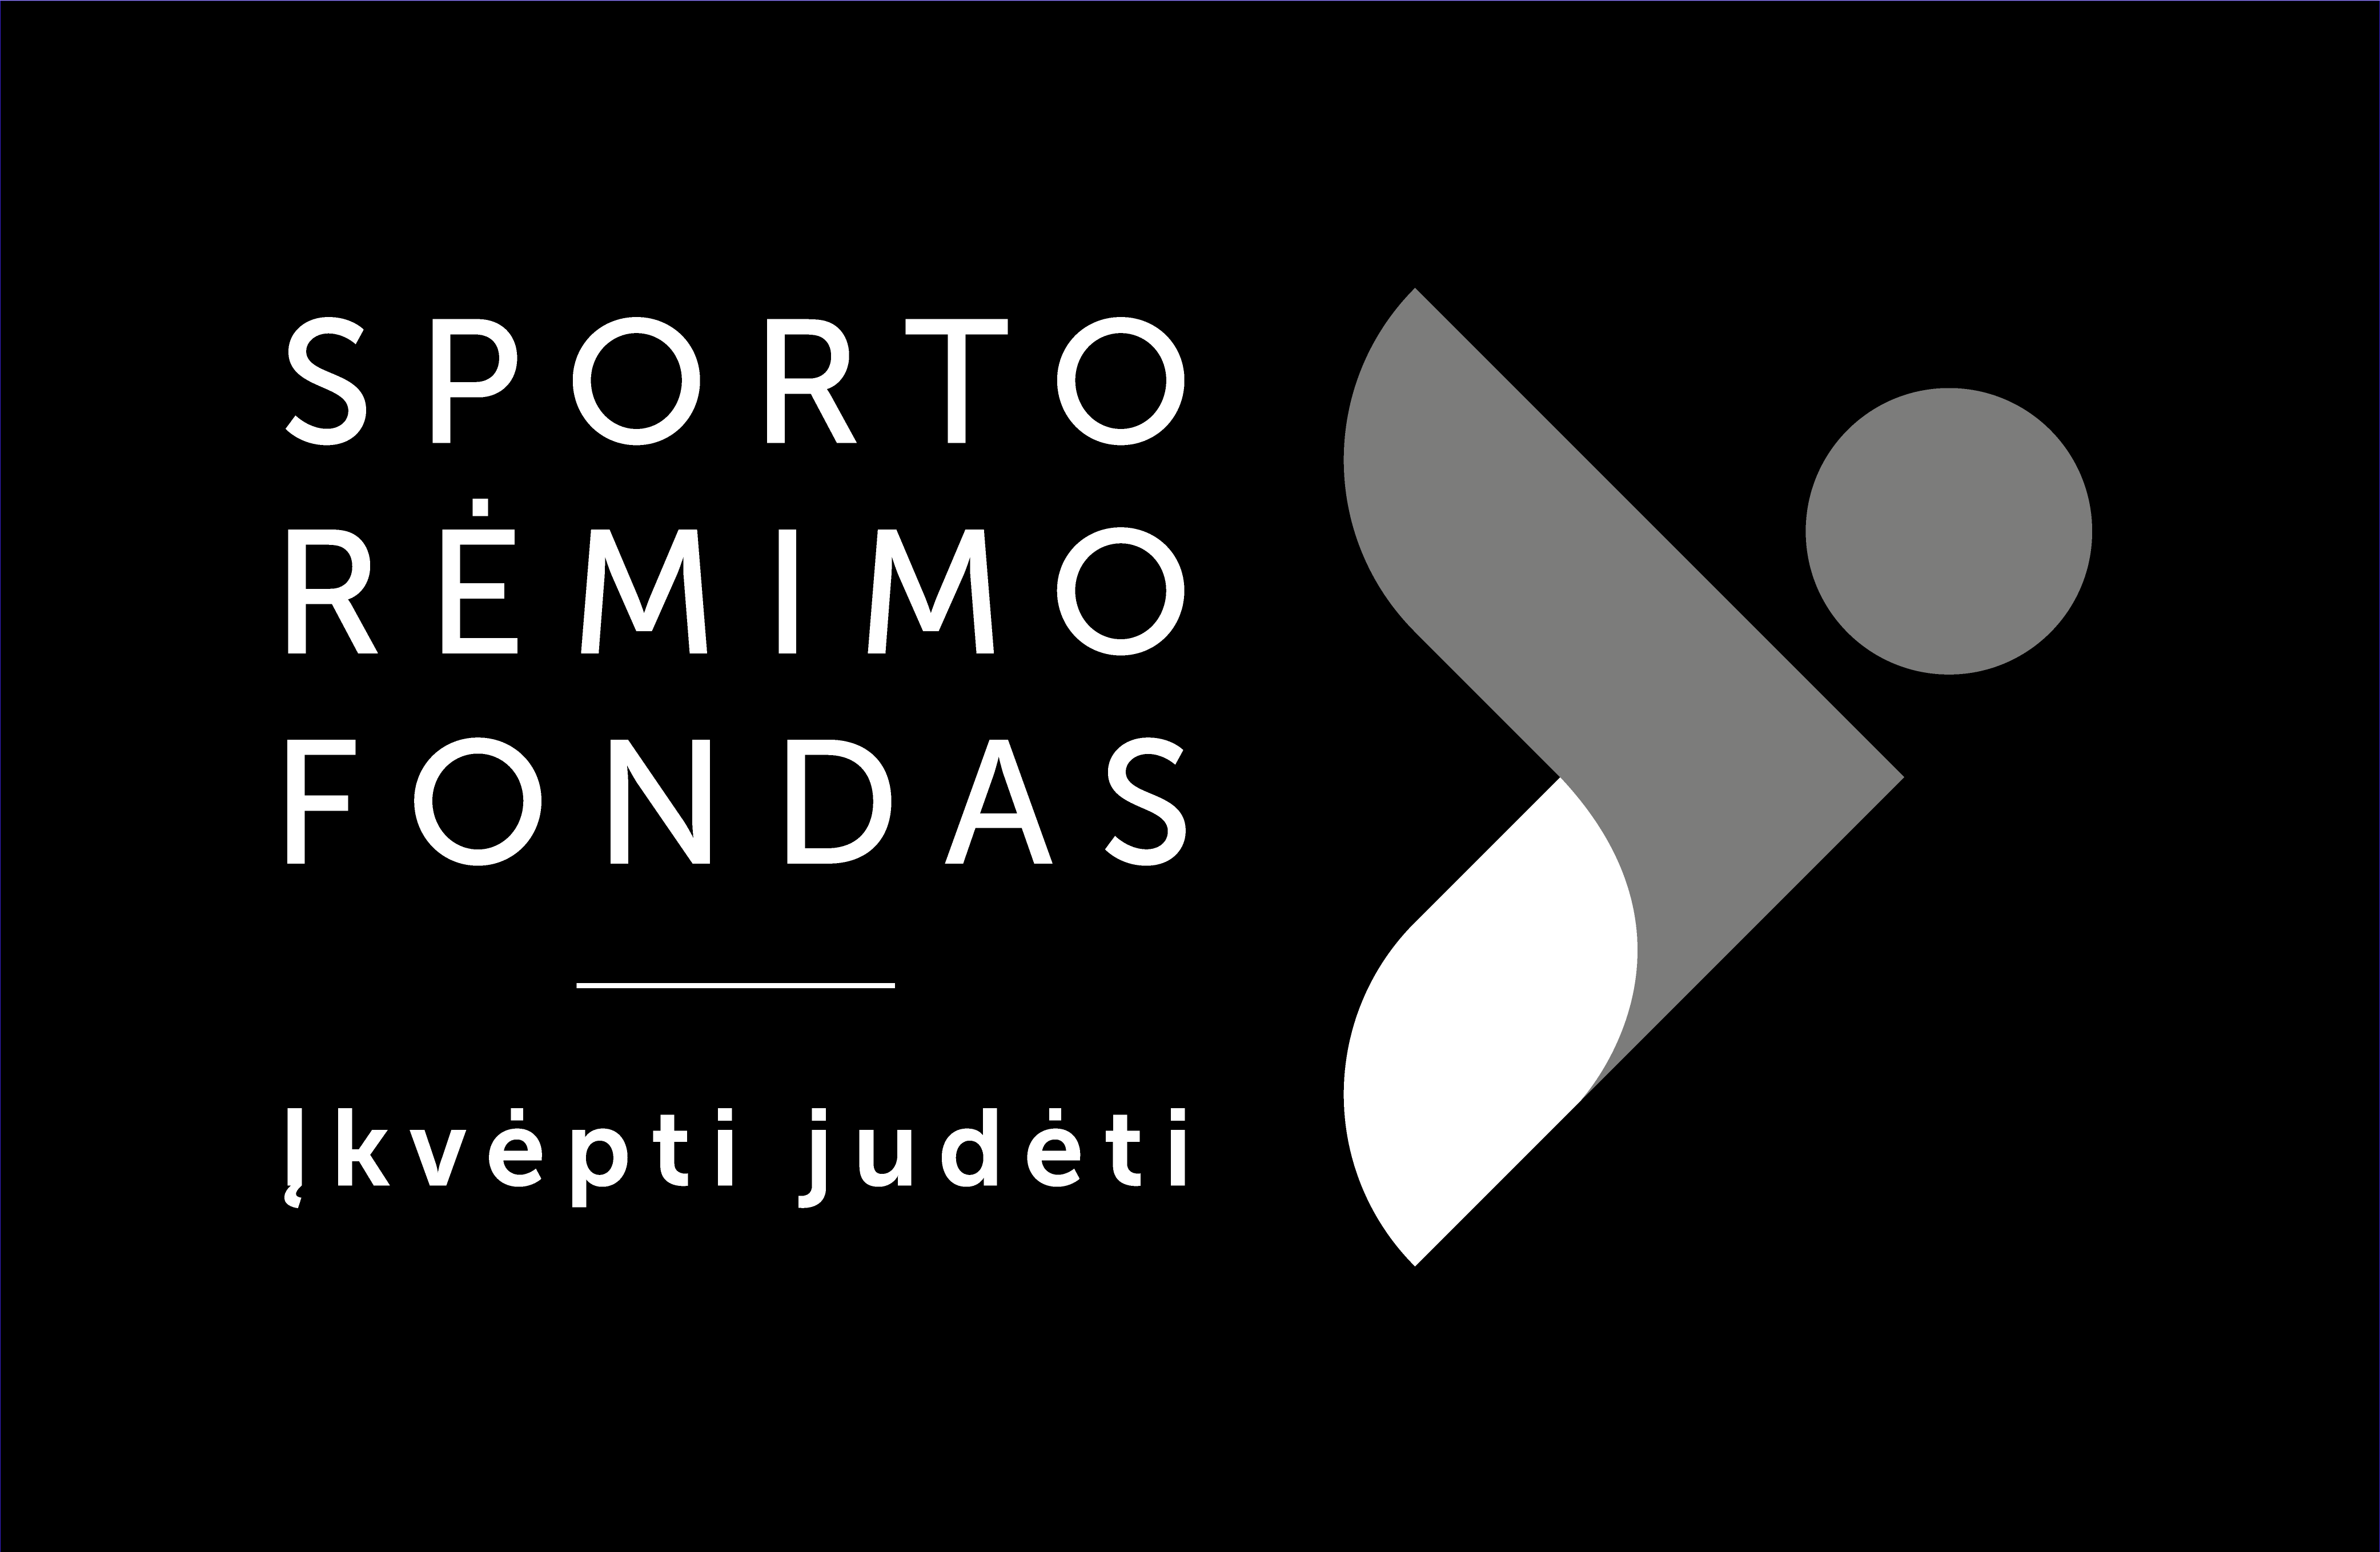 SPORTO
RĖMIMO
FONDAS
Įkvėpti judėti